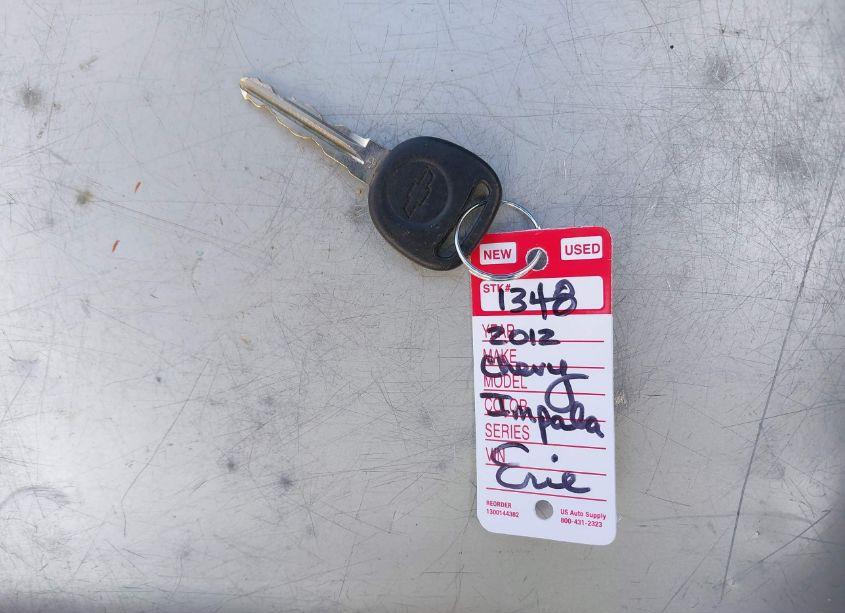 NEW USED
STK# 1348
YEAR 2012
MAKE Chevy
MODEL
COLOR Impala
SERIES
VIN Erie
REORDER
1300144382
US Auto Supply
800-431-2323